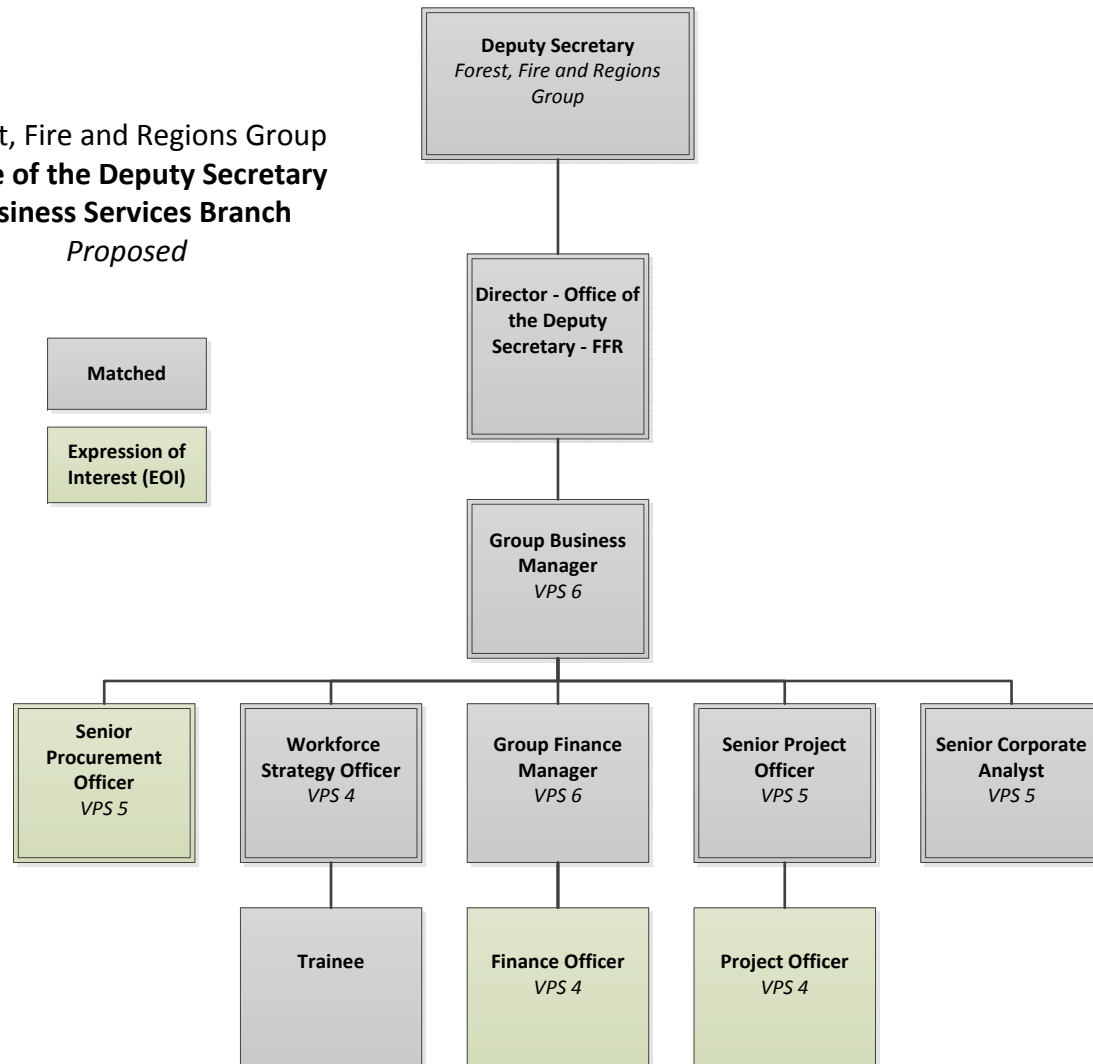 Deputy Secretary
Forest, Fire and Regions
Group
t, Fire and Regions Group
e of the Deputy Secretary
siness Services Branch
Proposed
Matched
Expression of
Interest (EOI)
Director - Office of
the Deputy
Secretary - FFR
Group Business
Manager
VPS 6
Senior
Procurement
Officer
VPS 5
Workforce
Strategy Officer
VPS 4
Group Finance
Manager
VPS 6
Senior Project
Officer
VPS 5
Senior Corporate
Analyst
VPS 5
Trainee
Finance Officer
VPS 4
Project Officer
VPS 4